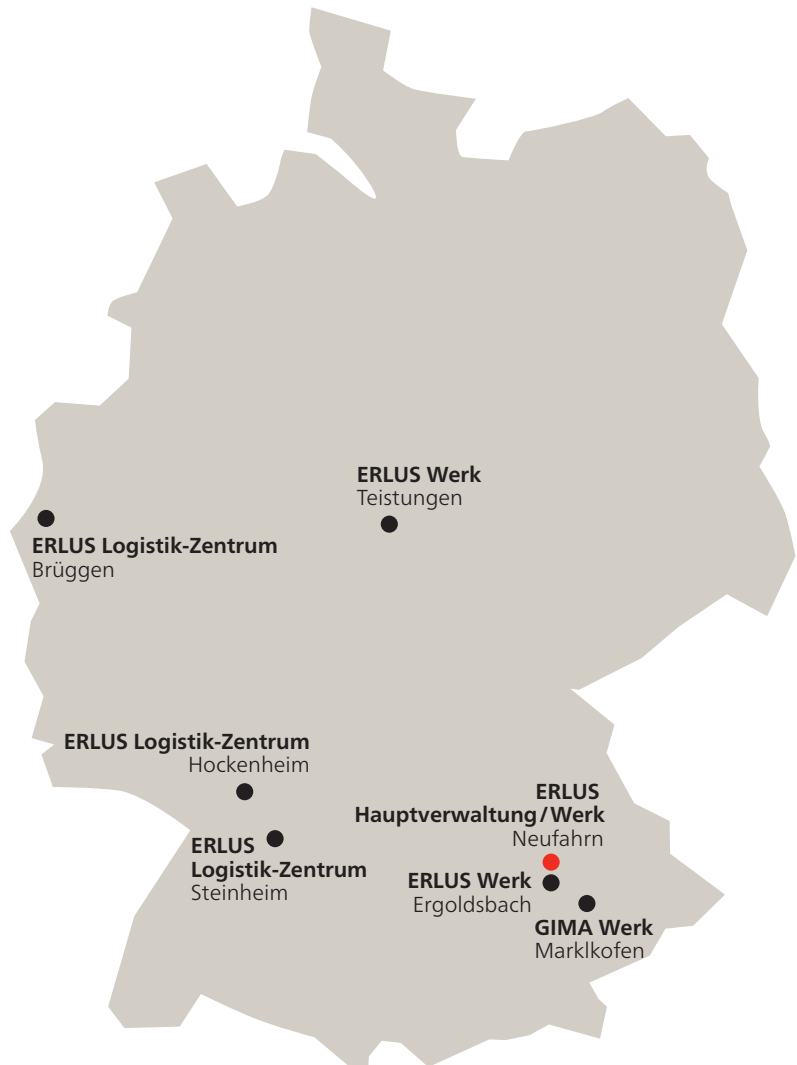 ERLUS Werk
Teistungen
ERLUS Logistik-Zentrum
Brüggen
ERLUS Logistik-Zentrum
Hockenheim
ERLUS
Logistik-Zentrum
Steinheim
ERLUS
Hauptverwaltung/Werk
Neufahrn
ERLUS Werk
Ergoldsbach
GIMA Werk
Marklkofen